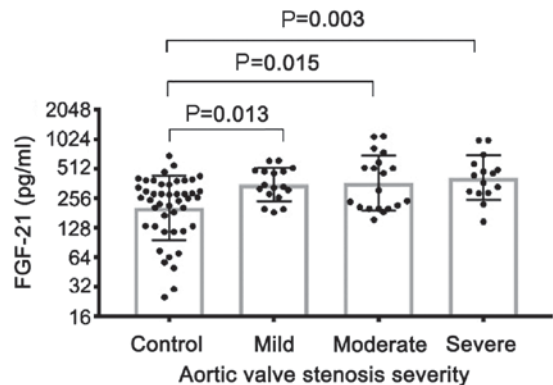 P=0.003
P=0.015
P=0.013
FGF-21 (pg/ml)
2048
1024
512
256
128
64
32
16
Control Mild Moderate Severe
Aortic valve stenosis severity